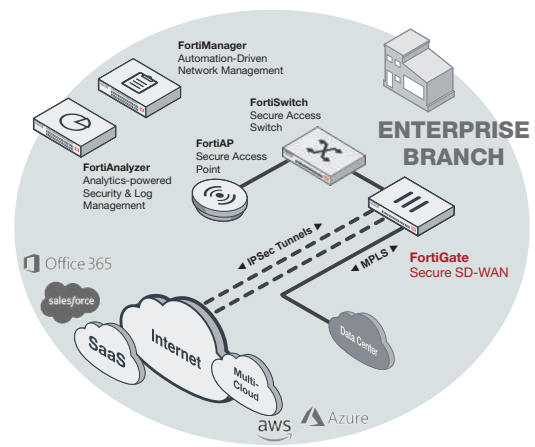 FortiManager
Automation-Driven
Network Management
FortiSwitch
Secure Access
Switch
ENTERPRISE
BRANCH
FortiAP
Secure Access
Point
FortiAnalyzer
Analytics-powered
Security & Log
Management
◄ IPSec Tunnels ►
◄ MPLS ►
FortiGate
Secure SD-WAN
Office 365
salesforce
SaaS
Internet
Multi-
Cloud
Data Center
aws
Azure